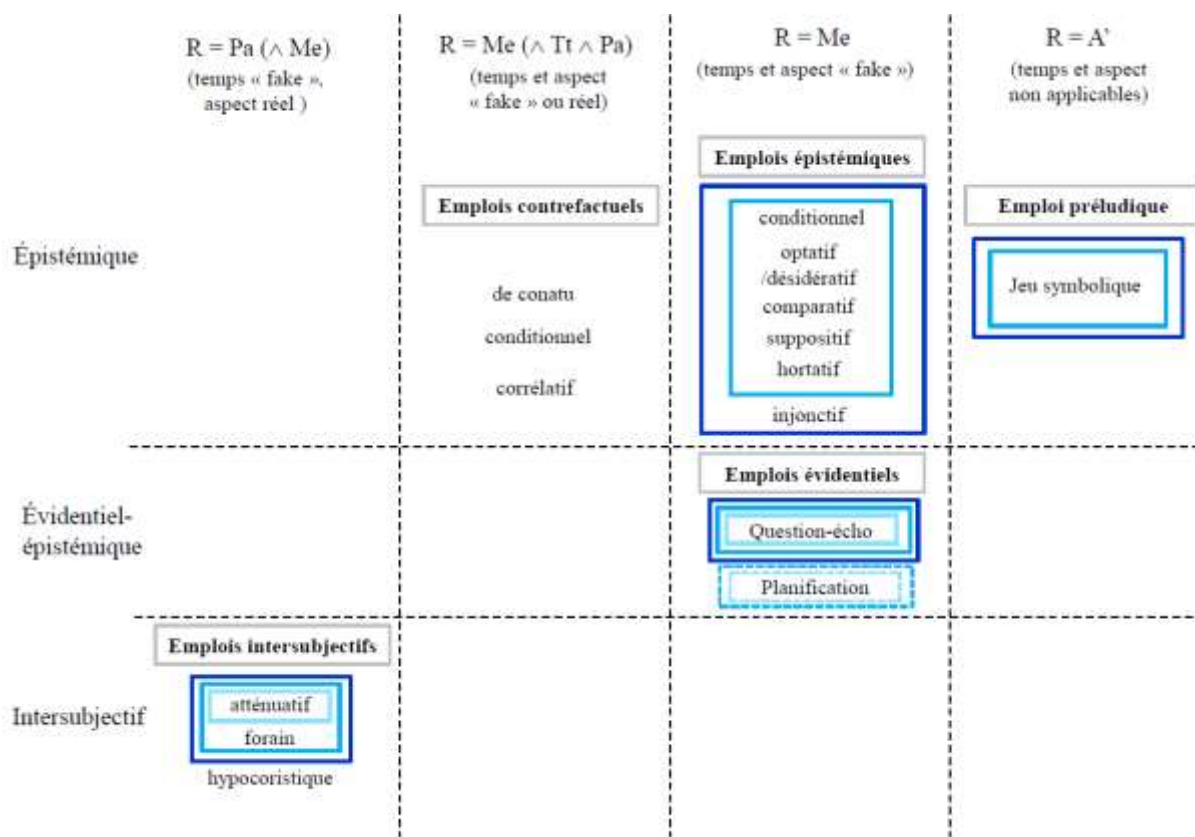 R = Pa (∧ Me)
(temps « fake »,
aspect réel )
R = Me (∧ Tt ∧ Pa)
(temps et aspect
« fake » ou réel)
R = Me
(temps et aspect « fake »)
R = A’
(temps et aspect
non applicables)
Épistémique
Emplois contrefactuels
de conatu
conditionnel
corrélatif
Emplois épistémiques
conditionnel
optatif
/désidératif
comparatif
suppositif
hortatif
injonctif
Emploi préludique
Jeu symbolique
Évidentiel-
épistémique
Emplois évidentiels
Question-écho
Planification
Intersubjectif
Emplois intersubjectifs
atténuatif
forain
hypocoristique